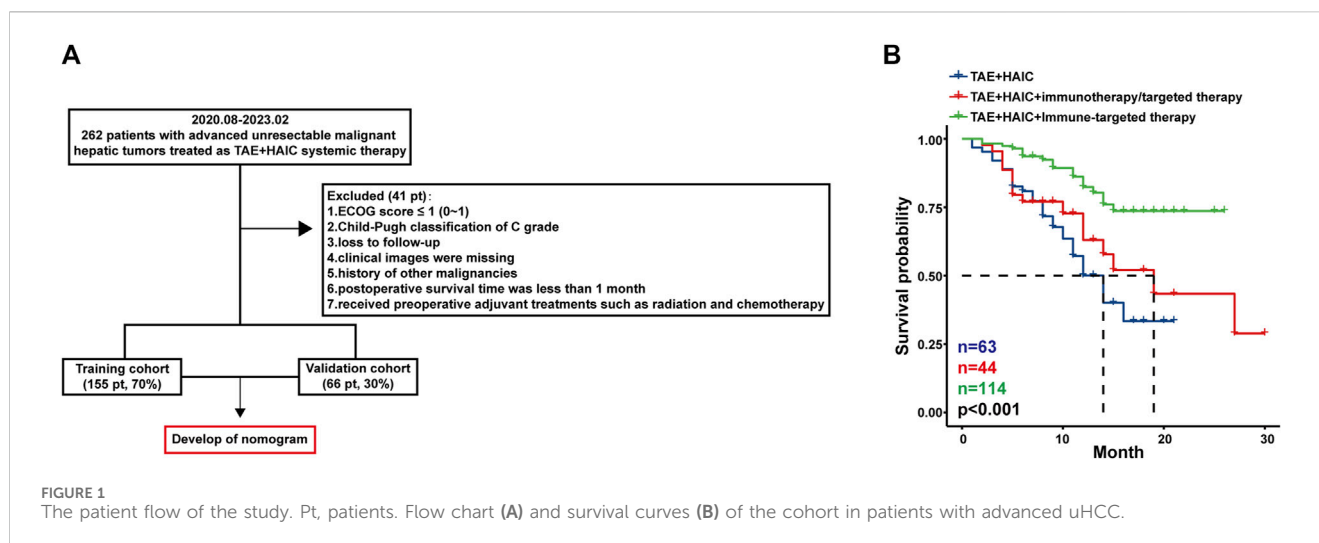 A
2020.08-2023.02
262 patients with advanced unresectable malignant
hepatic tumors treated as TAE+HAIC systemic therapy
Excluded (41 pt):
1.ECOG score ≤ 1 (0~1)
2.Child-Pugh classification of C grade
3.loss to follow-up
4.clinical images were missing
5.history of other malignancies
6.postoperative survival time was less than 1 month
7.received preoperative adjuvant treatments such as radiation and chemotherapy
Training cohort
(155 pt, 70%)
Validation cohort
(66 pt, 30%)
Develop of nomogram
B
TAE+HAIC
TAE+HAIC+immunotherapy/targeted therapy
TAE+HAIC+Immune-targeted therapy
Survival probability
1.00
0.75
0.50
0.25
0.00
n=63
n=44
n=114
p<0.001
0
10
20
30
Month
FIGURE 1
The patient flow of the study. Pt, patients. Flow chart (A) and survival curves (B) of the cohort in patients with advanced uHCC.